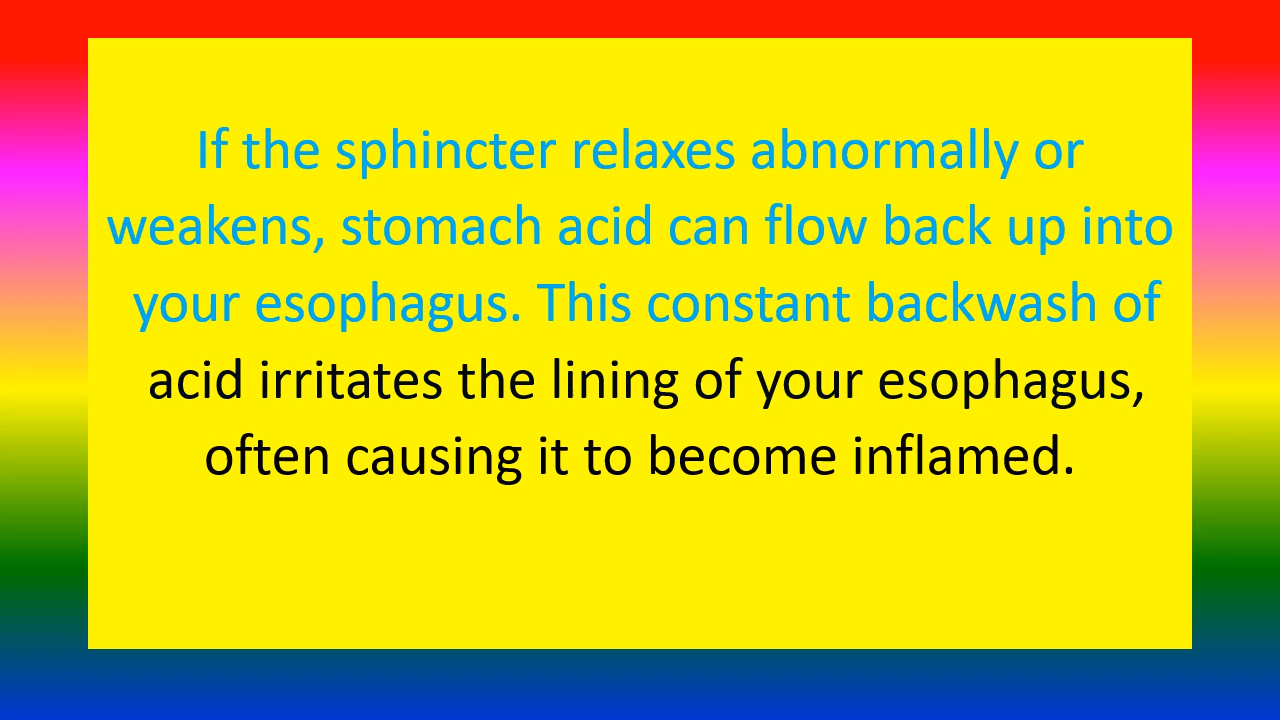 If the sphincter relaxes abnormally or
weakens, stomach acid can flow back up into
your esophagus. This constant backwash of
acid irritates the lining of your esophagus,
often causing it to become inflamed.